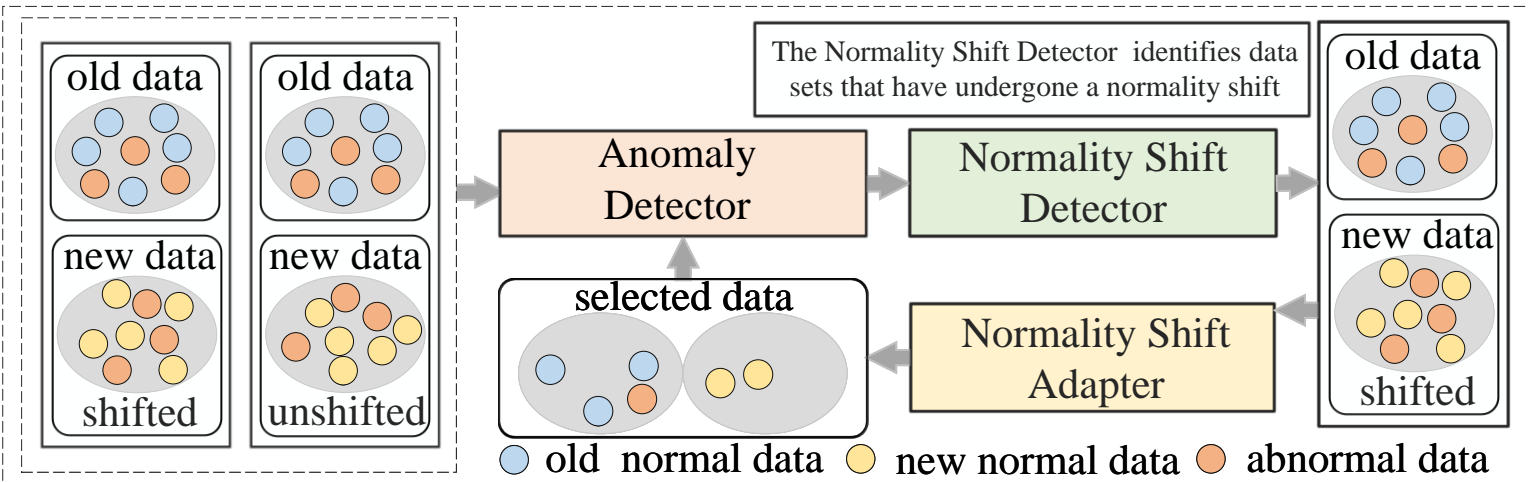 old data
new data
shifted
old data
new data
unshifted
Anomaly
Detector
The Normality Shift Detector identifies data
sets that have undergone a normality shift
Normality Shift
Detector
old data
new data
shifted
Normality Shift
Adapter
selected data
old normal data
new normal data
abnormal data